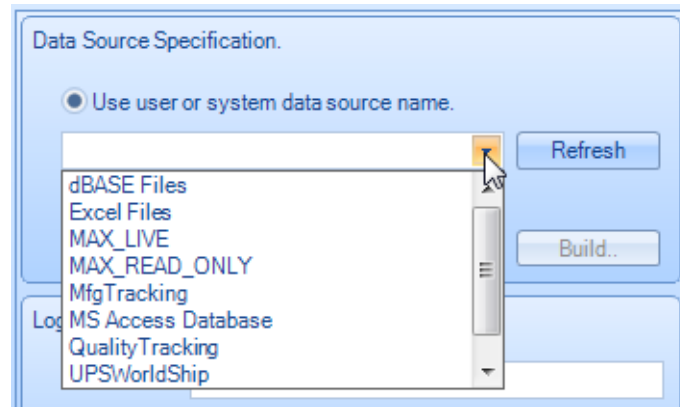 Data Source Specification.
Use user or system data source name.
Refresh
dBASE Files
Excel Files
MAX_LIVE
MAX_READ_ONLY
Build..
MfgTracking
MS Access Database
QualityTracking
UPSWorldShip